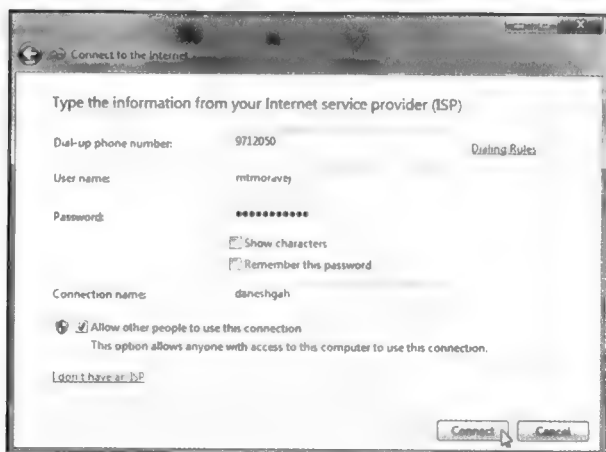 Connect to the Internet
Type the information from your Internet service provider (ISP)
Dial-up phone number: 9712050 Dialing Rules
User name: mtmoravej
Password: •••••••••••
Show characters
Remember this password
Connection name: daneshgah
Allow other people to use this connection
This option allows anyone with access to this computer to use this connection.
I don't have an ISP
Connect Cancel